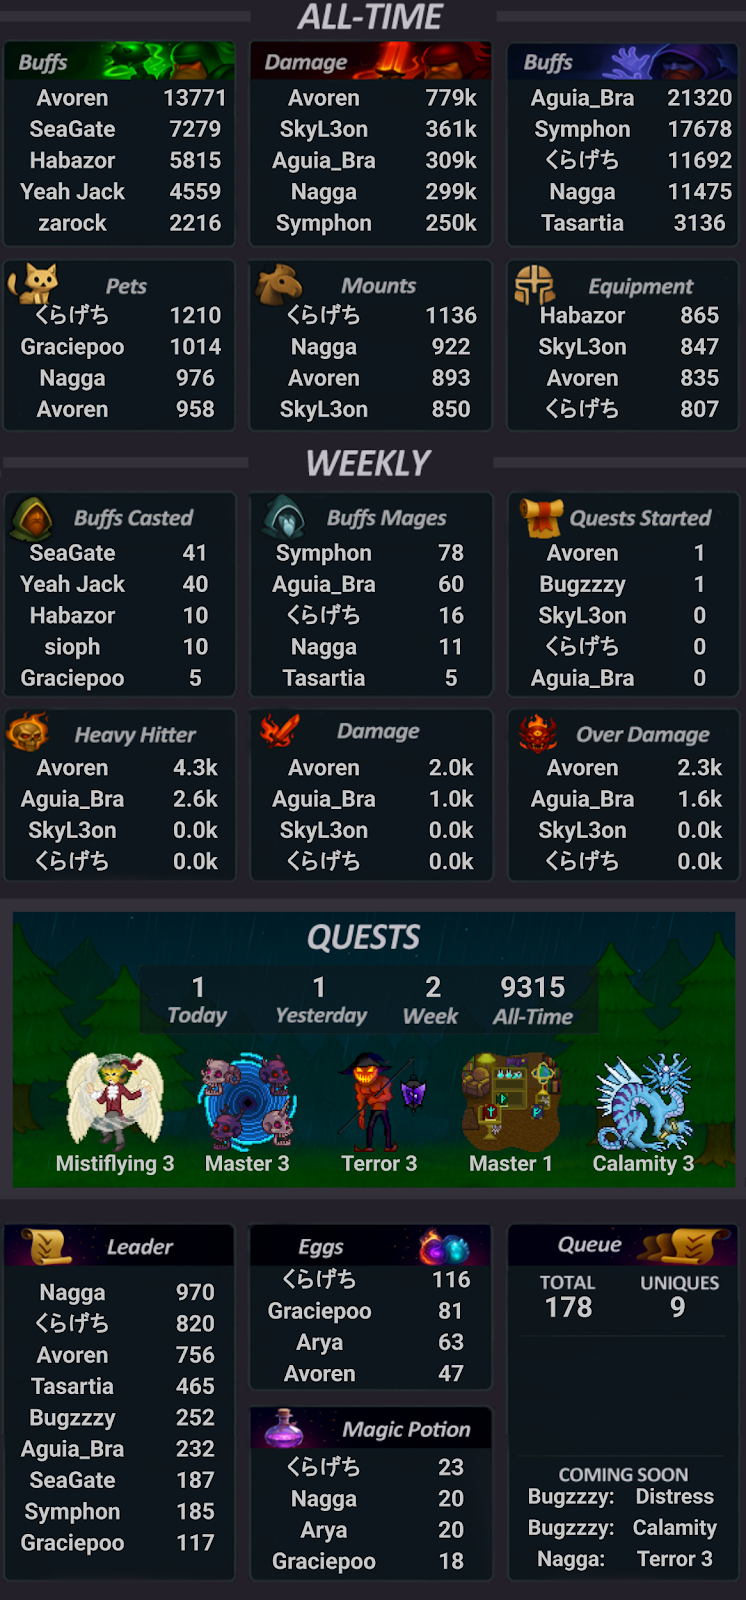 ALL-TIME
Buffs
Avoren 13771
SeaGate 7279
Habazor 5815
Yeah Jack 4559
zarock 2216
Damage
Avoren 779k
SkyL3on 361k
Aguia_Bra 309k
Nagga 299k
Symphon 250k
Buffs
Aguia_Bra 21320
Symphon 17678
くらげち 11692
Nagga 11475
Tasartia 3136
Pets
くらげち 1210
Graciepoo 1014
Nagga 976
Avoren 958
Mounts
くらげち 1136
Nagga 922
Avoren 893
SkyL3on 850
Equipment
Habazor 865
SkyL3on 847
Avoren 835
くらげち 807
WEEKLY
Buffs Casted
SeaGate 41
Yeah Jack 40
Habazor 10
sioph 10
Graciepoo 5
Buffs Mages
Symphon 78
Aguia_Bra 60
くらげち 16
Nagga 11
Tasartia 5
Quests Started
Avoren 1
Bugzzzy 1
SkyL3on 0
くらげち 0
Aguia_Bra 0
Heavy Hitter
Avoren 4.3k
Aguia_Bra 2.6k
SkyL3on 0.0k
くらげち 0.0k
Damage
Avoren 2.0k
Aguia_Bra 1.0k
SkyL3on 0.0k
くらげち 0.0k
Over Damage
Avoren 2.3k
Aguia_Bra 1.6k
SkyL3on 0.0k
くらげち 0.0k
QUESTS
1 1 2 9315
Today Yesterday Week All-Time
Mistiflying 3 Master 3 Terror 3 Master 1 Calamity 3
Leader
Nagga 970
くらげち 820
Avoren 756
Tasartia 465
Bugzzzy 252
Aguia_Bra 232
SeaGate 187
Symphon 185
Graciepoo 117
Eggs
くらげち 116
Graciepoo 81
Arya 63
Avoren 47
Magic Potion
くらげち 23
Nagga 20
Arya 20
Graciepoo 18
Queue
TOTAL UNIQUES
178 9
COMING SOON
Bugzzzy: Distress
Bugzzzy: Calamity
Nagga: Terror 3